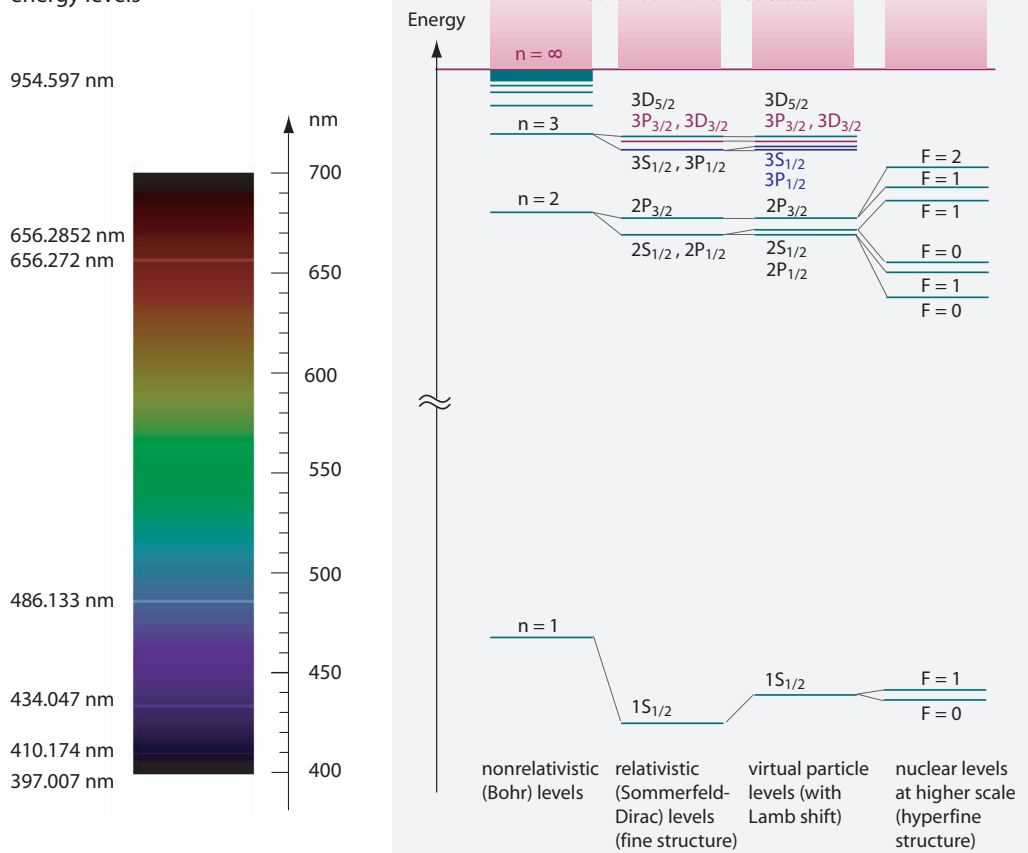 energy levels
954.597 nm
656.2852 nm
656.272 nm
486.133 nm
434.047 nm
410.174 nm
397.007 nm
nm
700
650
600
550
500
450
400
Energy
n = ∞
n = 3
n = 2
n = 1
nonrelativistic
(Bohr) levels
3D5/2
3P3/2 , 3D3/2
3S1/2 , 3P1/2
2P3/2
2S1/2 , 2P1/2
1S1/2
relativistic
(Sommerfeld-
Dirac) levels
(fine structure)
3D5/2
3P3/2 , 3D3/2
3S1/2
3P1/2
2P3/2
2S1/2
2P1/2
1S1/2
virtual particle
levels (with
Lamb shift)
F = 2
F = 1
F = 1
F = 0
F = 1
F = 0
F = 1
F = 0
nuclear levels
at higher scale
(hyperfine
structure)